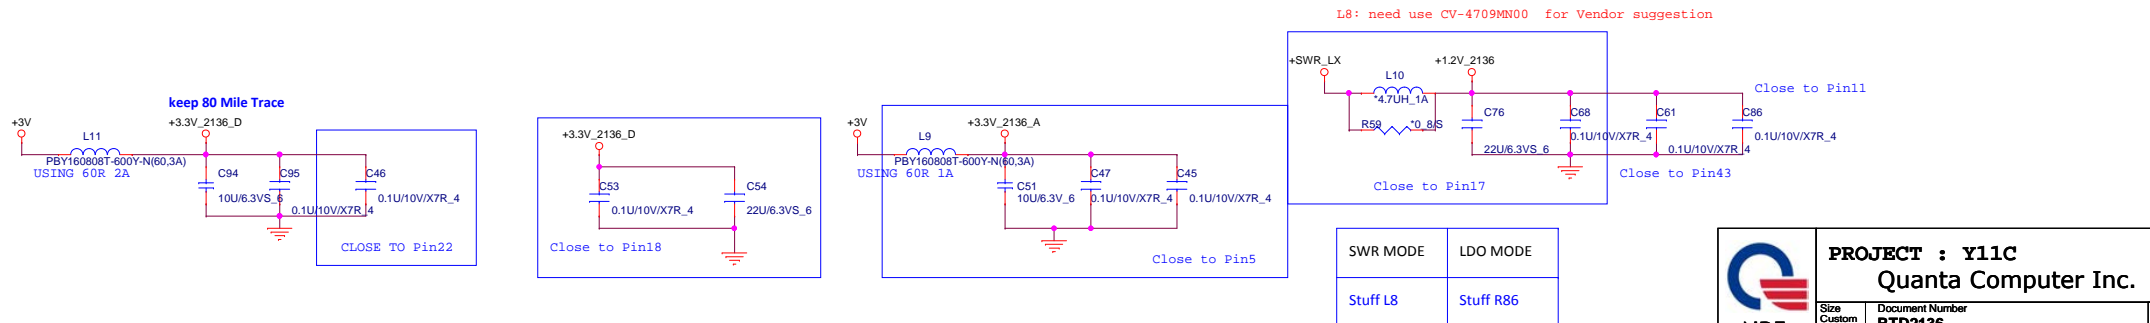 L8: need use CV-4709MN00 for Vendor suggestion
keep 80 Mile Trace
+3V
L11
+3.3V_2136_D
PBY160808T-600Y-N(60,3A)
USING 60R 2A
C94
10U/6.3VS_6
C95
0.1U/10V/X7R_4
C46
0.1U/10V/X7R_4
CLOSE TO Pin22
+3.3V_2136_D
C53
0.1U/10V/X7R_4
C54
22U/6.3VS_6
Close to Pin18
+3V
L9
+3.3V_2136_A
PBY160808T-600Y-N(60,3A)
USING 60R 1A
C51
10U/6.3V_6
C47
0.1U/10V/X7R_4
C45
0.1U/10V/X7R_4
Close to Pin5
+SWR_LX
L10
*4.7UH_1A
R59
*0_8/S
+1.2V_2136
C76
22U/6.3VS_6
C68
0.1U/10V/X7R_4
C61
0.1U/10V/X7R_4
C86
0.1U/10V/X7R_4
Close to Pin11
Close to Pin17
Close to Pin43
SWR MODE
LDO MODE
Stuff L8
Stuff R86
PROJECT : Y11C
Quanta Computer Inc.
Size
Custom
Document Number
RTD2136